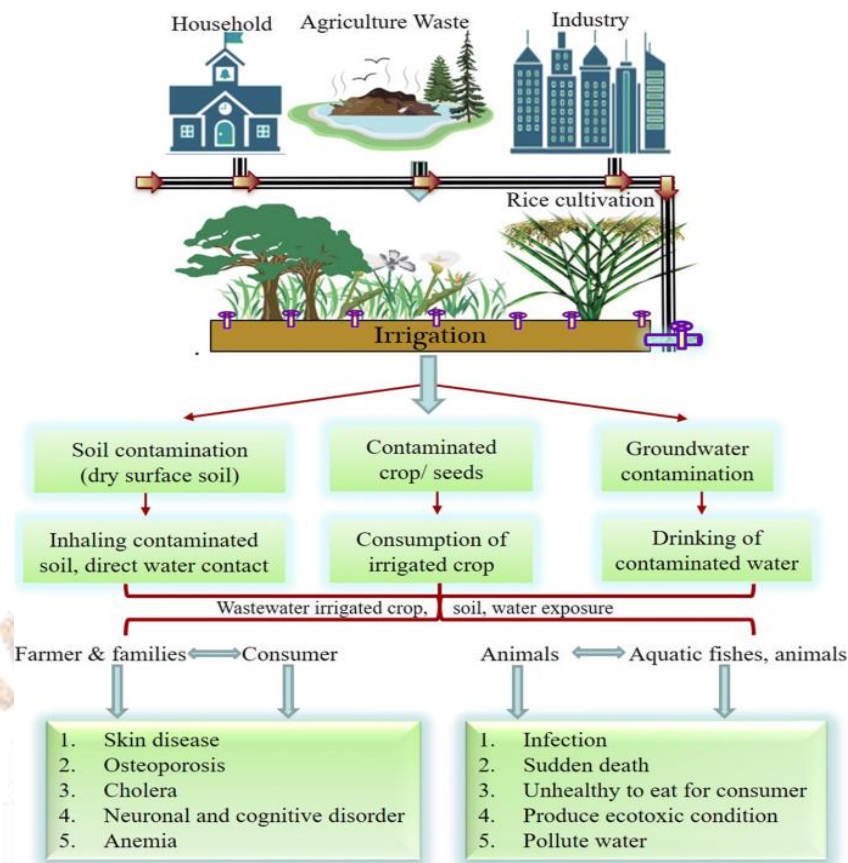 Household
Agriculture Waste
Industry
Rice cultivation
Irrigation
Soil contamination
(dry surface soil)
Contaminated
crop/ seeds
Groundwater
contamination
Inhaling contaminated
soil, direct water contact
Consumption of
irrigated crop
Drinking of
contaminated water
Wastewater irrigated crop, soil, water exposure
Farmer & families
Consumer
Animals
Aquatic fishes, animals
1. Skin disease
2. Osteoporosis
3. Cholera
4. Neuronal and cognitive disorder
5. Anemia
1. Infection
2. Sudden death
3. Unhealthy to eat for consumer
4. Produce ecotoxic condition
5. Pollute water